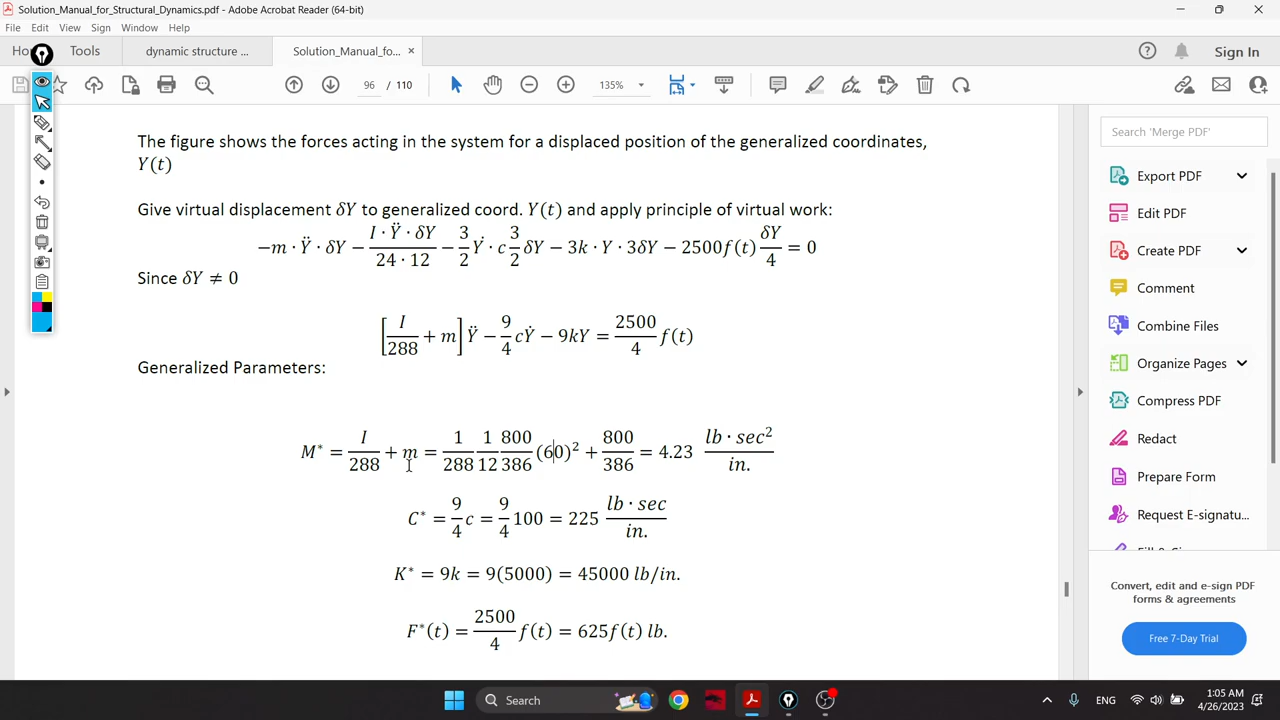 Solution_Manual_for_Structural_Dynamics.pdf - Adobe Acrobat Reader (64-bit)
File Edit View Sign Window Help
Ho Tools dynamic structure ... Solution_Manual_fo... × Sign In
96 / 110 135%
The figure shows the forces acting in the system for a displaced position of the generalized coordinates,
Y(t)
Give virtual displacement δY to generalized coord. Y(t) and apply principle of virtual work:
−m · Ÿ · δY − (I · Ÿ · δY)/(24 · 12) − 3/2 Ẏ · c 3/2 δY − 3k · Y · 3δY − 2500f(t) δY/4 = 0
Since δY ≠ 0
[I/288 + m] Ÿ − 9/4 cẎ − 9kY = 2500/4 f(t)
Generalized Parameters:
M* = I/288 + m = 1/288 1/12 800/386 (60)² + 800/386 = 4.23 lb · sec²/in.
C* = 9/4 c = 9/4 100 = 225 lb · sec/in.
K* = 9k = 9(5000) = 45000 lb/in.
F*(t) = 2500/4 f(t) = 625f(t) lb.
Search 'Merge PDF'
Export PDF
Edit PDF
Create PDF
Comment
Combine Files
Organize Pages
Compress PDF
Redact
Prepare Form
Request E-signatu...
Convert, edit and e-sign PDF
forms & agreements
Free 7-Day Trial
Search
ENG
1:05 AM
4/26/2023